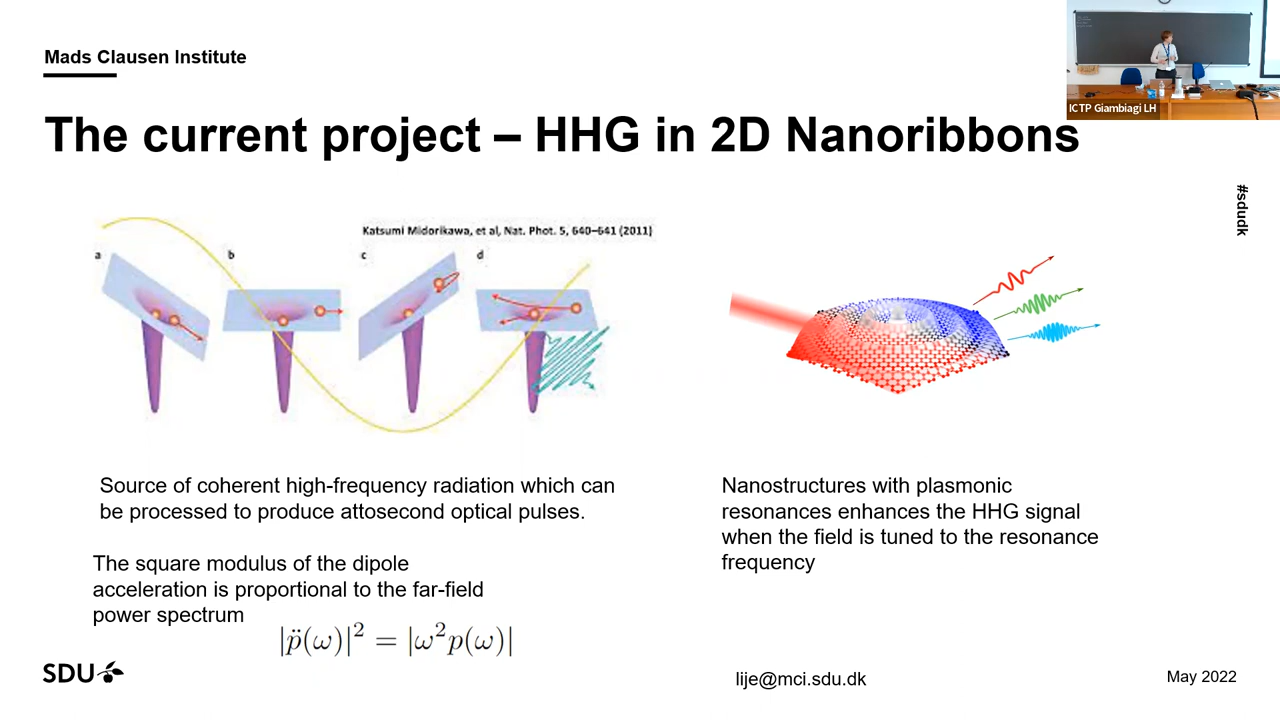 Mads Clausen Institute
ICTP Giambiagi LH
The current project – HHG in 2D Nanoribbons
#sdudk
Katsumi Midorikawa, et al, Nat. Phot. 5, 640–641 (2011)
a
b
c
d
Source of coherent high-frequency radiation which can
be processed to produce attosecond optical pulses.
The square modulus of the dipole
acceleration is proportional to the far-field
power spectrum
|p̈(ω)|² = |ω²p(ω)|
Nanostructures with plasmonic
resonances enhances the HHG signal
when the field is tuned to the resonance
frequency
SDU
lije@mci.sdu.dk
May 2022